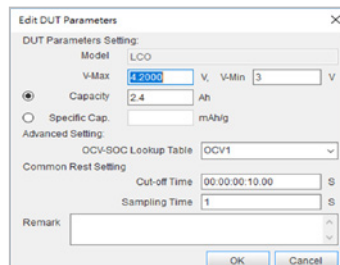 Edit DUT Parameters
DUT Parameters Setting:
Model LCO
V-Max 4.2000 V, V-Min 3 V
Capacity 2.4 Ah
Specific Cap. mAh/g
Advanced Setting:
OCV-SOC Lookup Table OCV1
Common Rest Setting
Cut-off Time 00:00:00:10.00 S
Sampling Time 1 S
Remark
OK Cancel